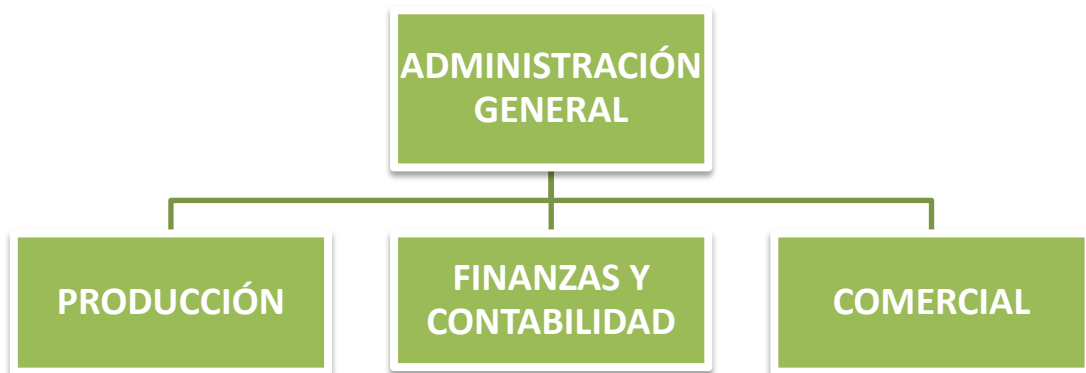 ADMINISTRACIÓN
GENERAL
PRODUCCIÓN
FINANZAS Y
CONTABILIDAD
COMERCIAL